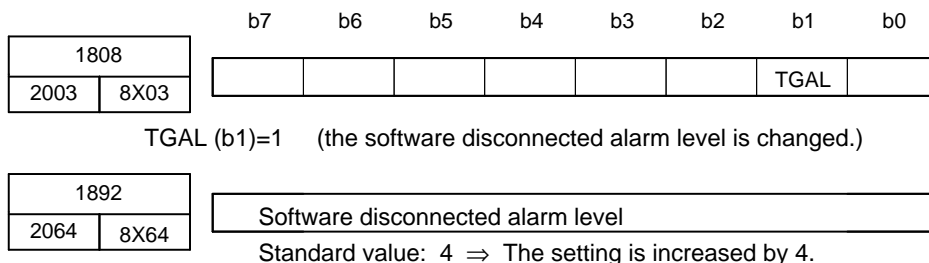 b7 b6 b5 b4 b3 b2 b1 b0
1808
2003 8X03 TGAL
TGAL (b1)=1 (the software disconnected alarm level is changed.)
1892
2064 8X64 Software disconnected alarm level
Standard value: 4 ⇒ The setting is increased by 4.